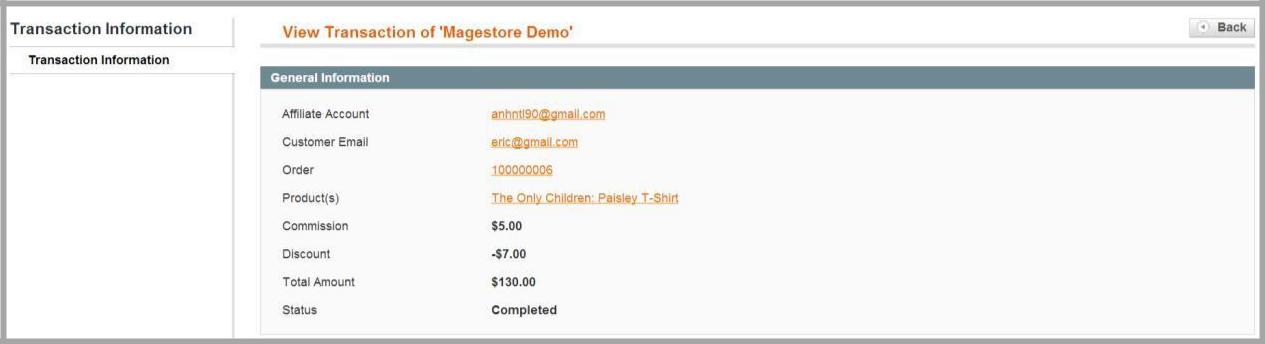 Transaction Information
Transaction Information
View Transaction of 'Magestore Demo'
Back
General Information
Affiliate Account anhntl90@gmail.com
Customer Email eric@gmail.com
Order 100000006
Product(s) The Only Children: Paisley T-Shirt
Commission $5.00
Discount -$7.00
Total Amount $130.00
Status Completed